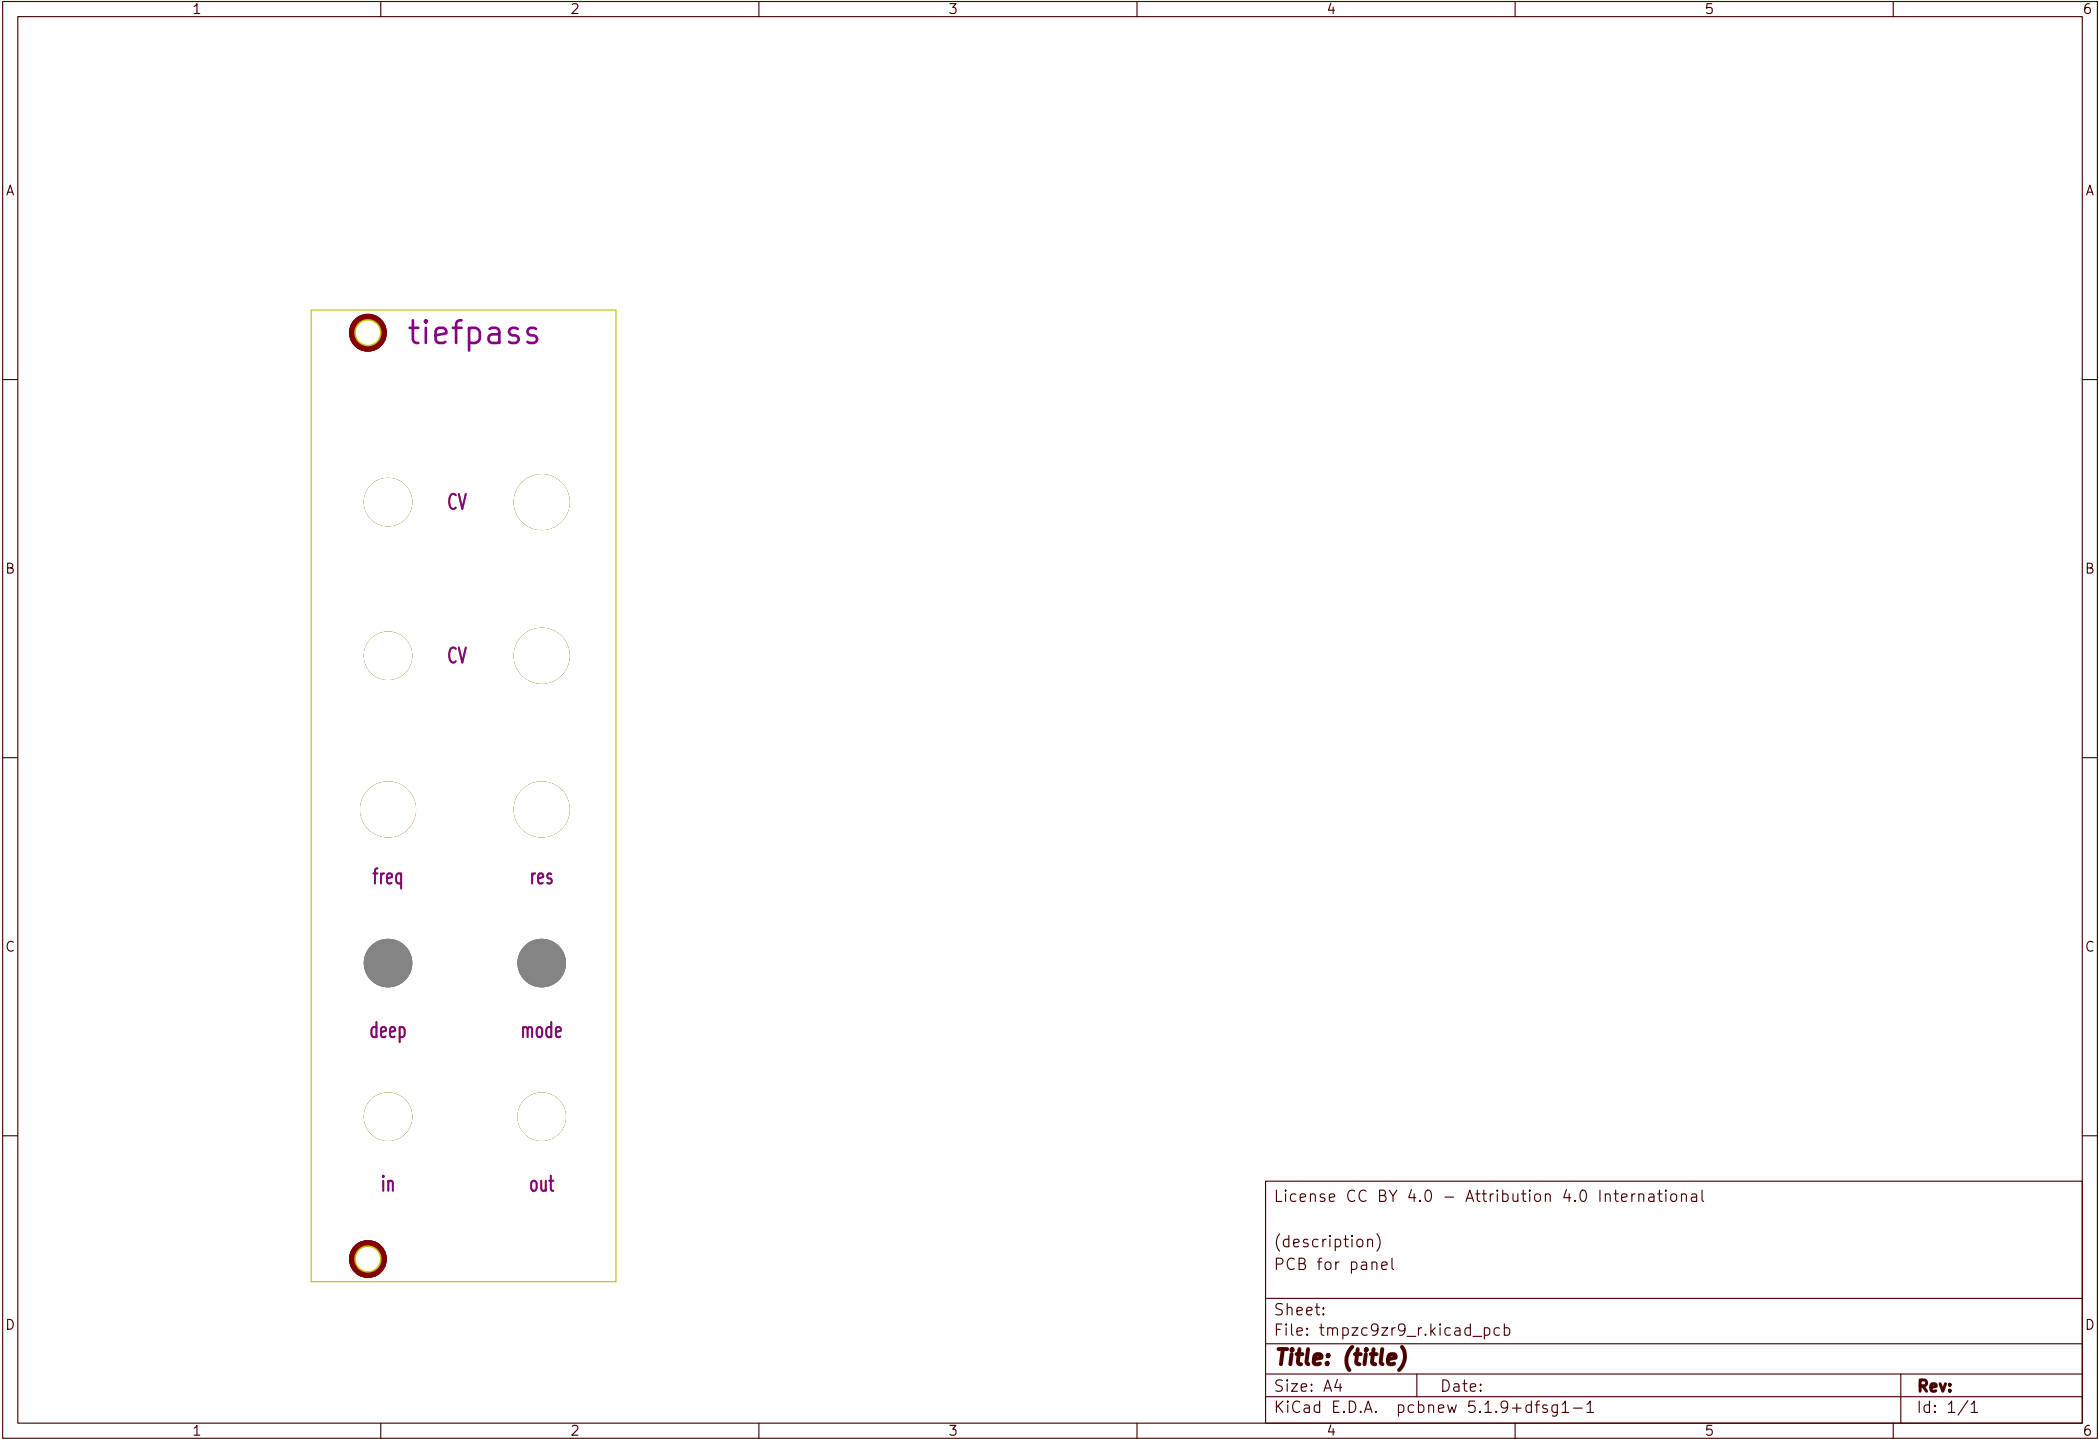 1 2 3 4 5 6
A A
tiefpass
CV
B B
CV
freq res
C C
deep mode
in out
License CC BY 4.0 – Attribution 4.0 International
(description)
PCB for panel
Sheet:
D D
File: tmpzc9zr9_r.kicad_pcb
Title: (title)
Size: A4 Date: Rev:
KiCad E.D.A. pcbnew 5.1.9+dfsg1-1 Id: 1/1
1 2 3 4 5 6